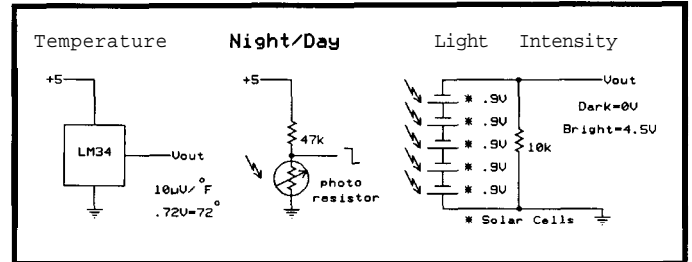 Temperature
+5
LM34
Vout
10µV/°F
.72V=72°
Night/Day
+5
47k
photo
resistor
Light Intensity
Vout
* .9V
Dark=0V
* .9V
Bright=4.5V
* .9V
10k
* .9V
* .9V
* Solar Cells